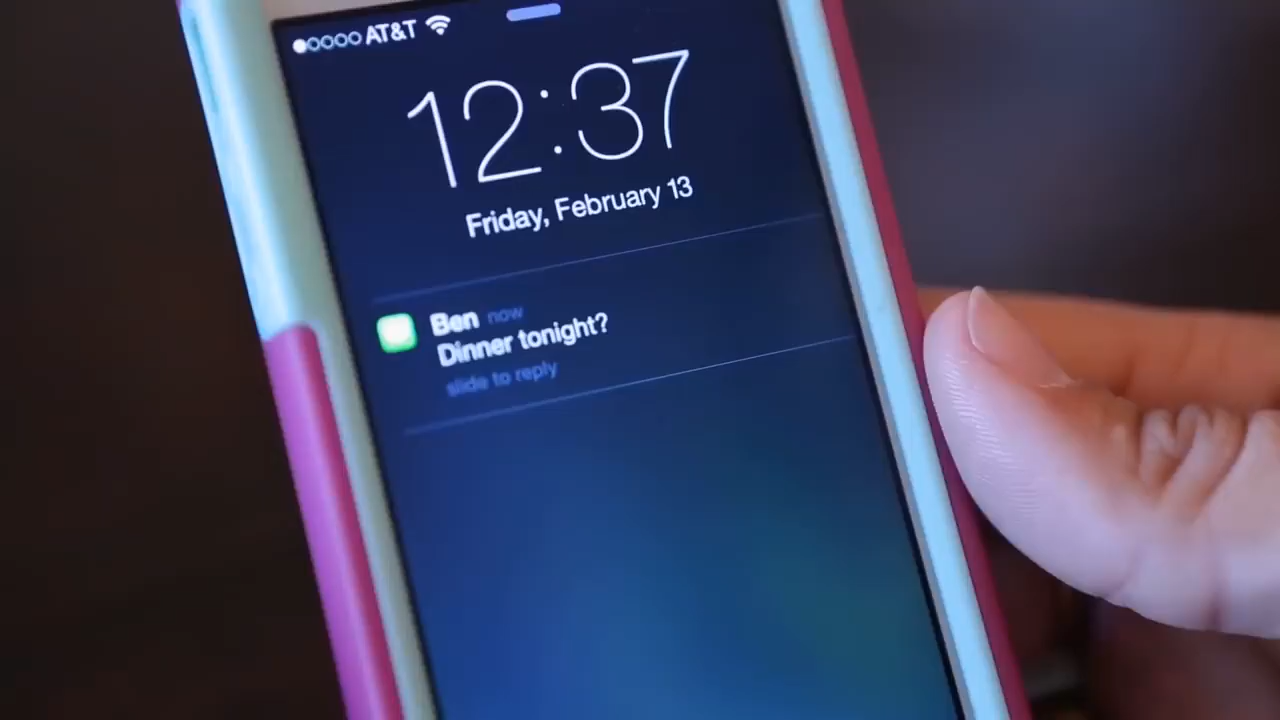 AT&T
12:37
Friday, February 13
Ben now
Dinner tonight?
slide to reply